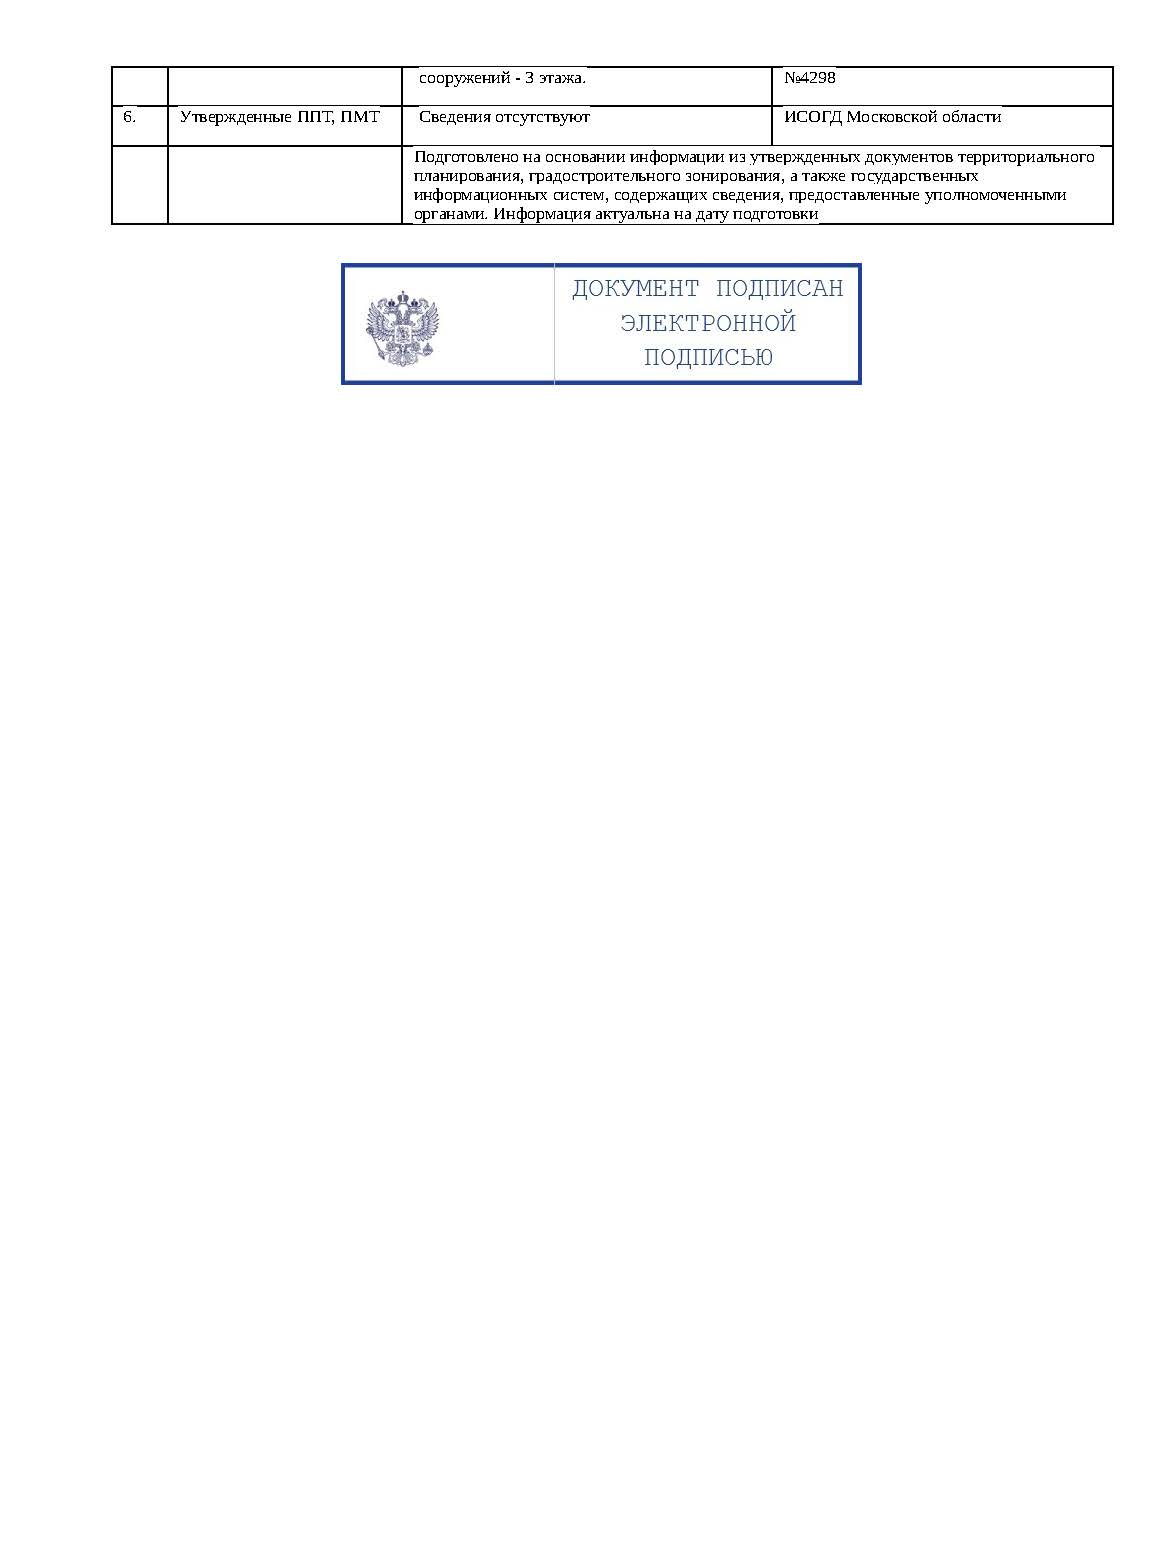 сооружений - 3 этажа. №4298
6. Утвержденные ППТ, ПМТ Сведения отсутствуют ИСОГД Московской области
Подготовлено на основании информации из утвержденных документов территориального
планирования, градостроительного зонирования, а также государственных
информационных систем, содержащих сведения, предоставленные уполномоченными
органами. Информация актуальна на дату подготовки
ДОКУМЕНТ ПОДПИСАН
ЭЛЕКТРОННОЙ
ПОДПИСЬЮ